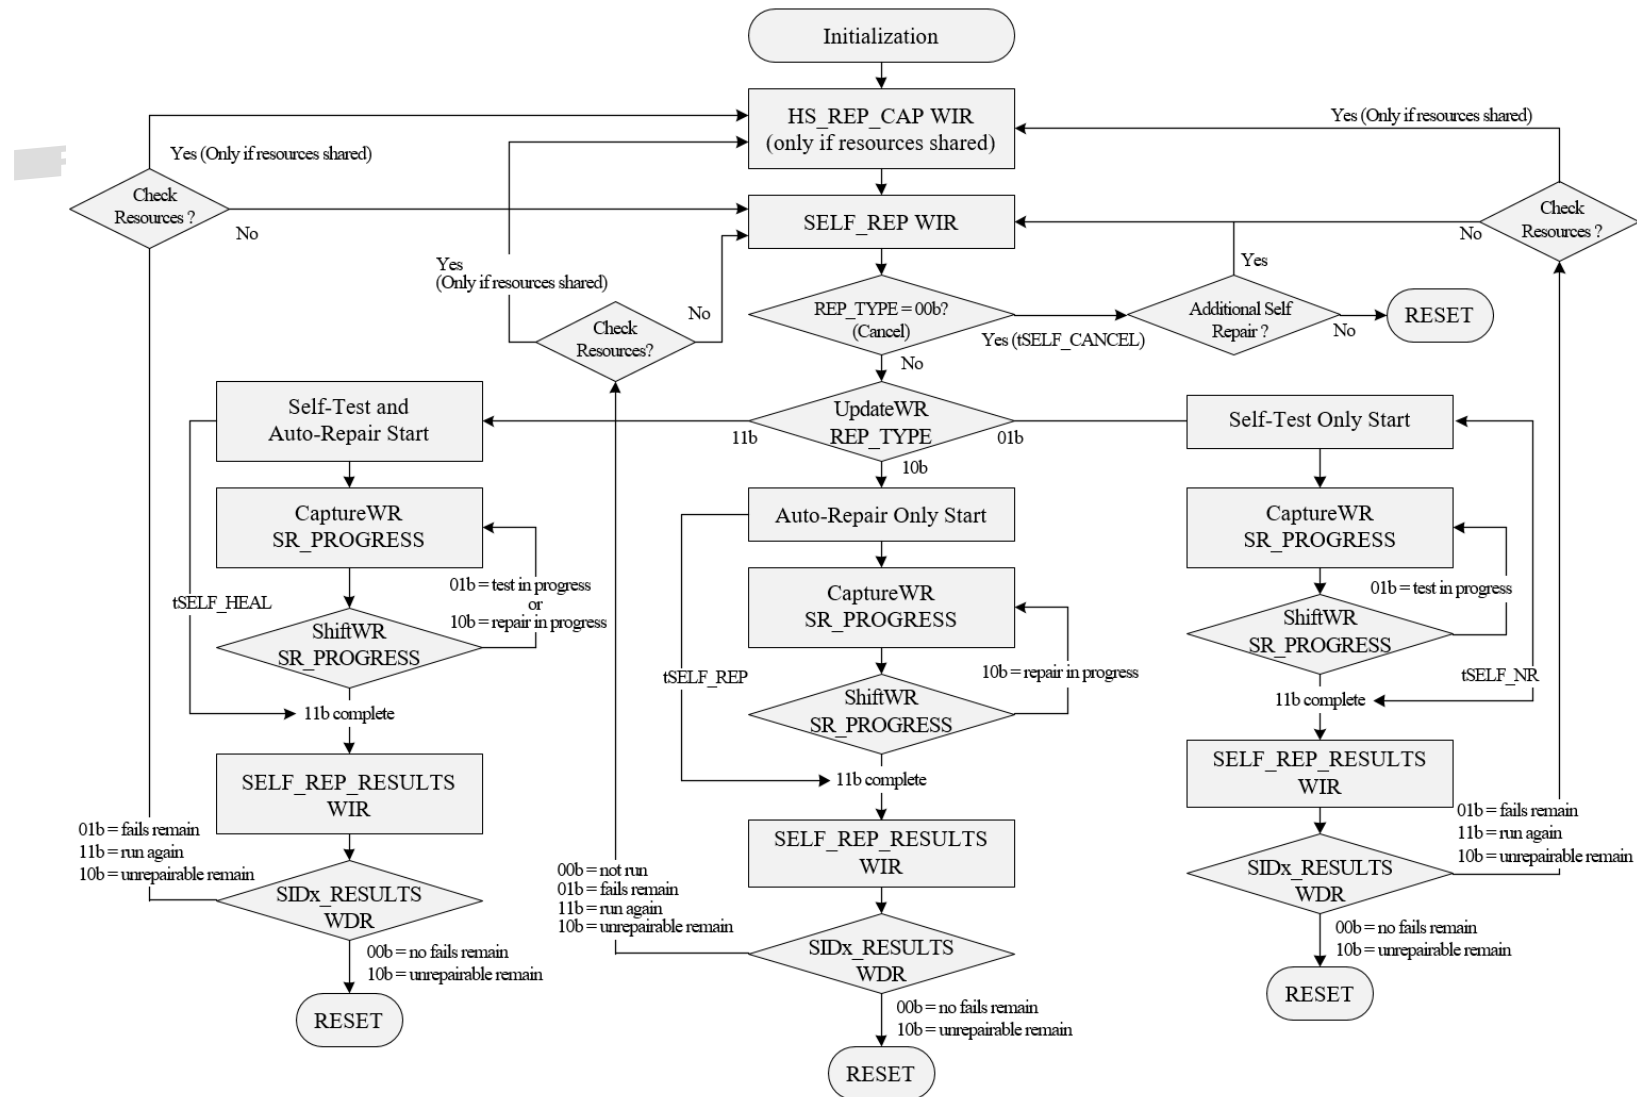 Initialization
HS_REP_CAP WIR
(only if resources shared)
Yes (Only if resources shared)
Yes (Only if resources shared)
Check
Resources ?
No
SELF_REP WIR
Check
Resources ?
No
Yes
(Only if resources shared)
Check
Resources?
No
REP_TYPE = 00b?
(Cancel)
Yes (tSELF_CANCEL)
No
Yes
Additional Self
Repair ?
No
RESET
UpdateWR
REP_TYPE
11b
01b
10b
Self-Test and
Auto-Repair Start
CaptureWR
SR_PROGRESS
01b = test in progress
or
10b = repair in progress
tSELF_HEAL
ShiftWR
SR_PROGRESS
11b complete
SELF_REP_RESULTS
WIR
01b = fails remain
11b = run again
10b = unrepairable remain
SIDx_RESULTS
WDR
00b = no fails remain
10b = unrepairable remain
RESET
Auto-Repair Only Start
CaptureWR
SR_PROGRESS
10b = repair in progress
tSELF_REP
ShiftWR
SR_PROGRESS
11b complete
SELF_REP_RESULTS
WIR
00b = not run
01b = fails remain
11b = run again
10b = unrepairable remain
SIDx_RESULTS
WDR
00b = no fails remain
10b = unrepairable remain
RESET
Self-Test Only Start
CaptureWR
SR_PROGRESS
01b = test in progress
ShiftWR
SR_PROGRESS
tSELF_NR
11b complete
SELF_REP_RESULTS
WIR
01b = fails remain
11b = run again
10b = unrepairable remain
SIDx_RESULTS
WDR
00b = no fails remain
10b = unrepairable remain
RESET